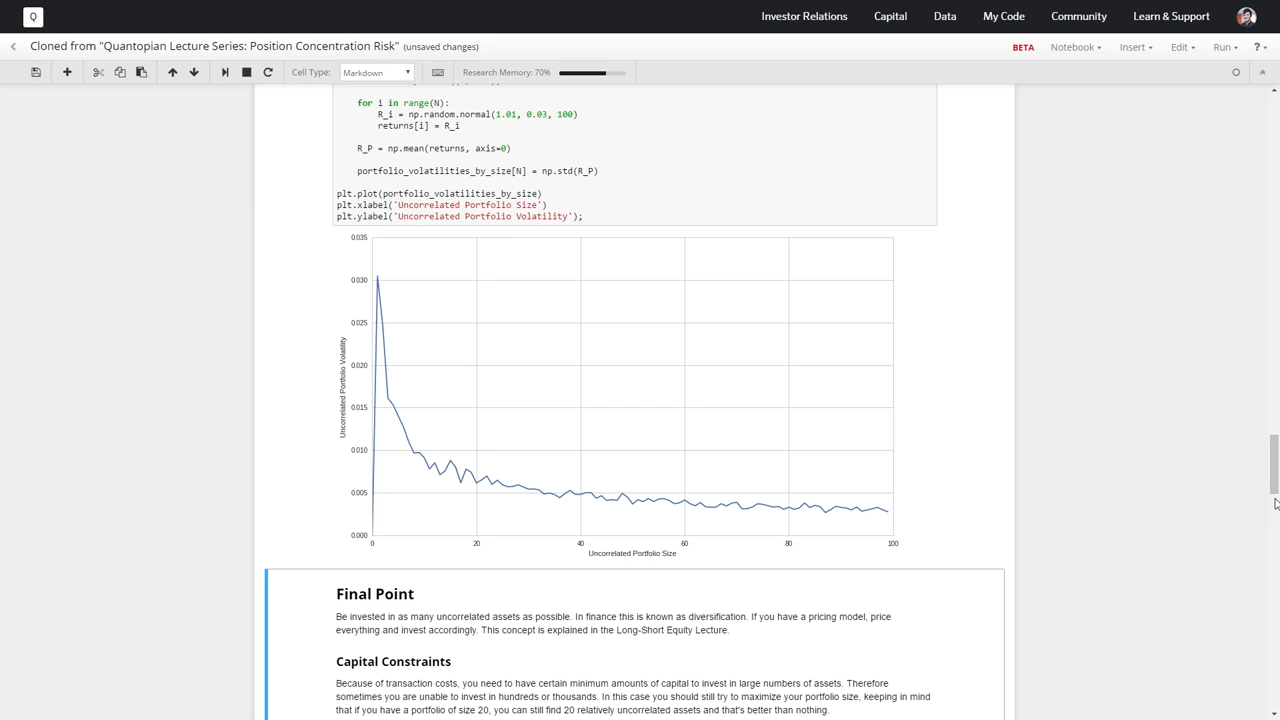 Q
Investor Relations Capital Data My Code Community Learn & Support
Cloned from "Quantopian Lecture Series: Position Concentration Risk" (unsaved changes)
BETA Notebook Insert Edit Run ?
Cell Type: Markdown Research Memory: 70%
for i in range(N):
R_i = np.random.normal(1.01, 0.03, 100)
returns[i] = R_i
R_P = np.mean(returns, axis=0)
portfolio_volatilities_by_size[N] = np.std(R_P)
plt.plot(portfolio_volatilities_by_size)
plt.xlabel('Uncorrelated Portfolio Size')
plt.ylabel('Uncorrelated Portfolio Volatility');
0.035
0.030
0.025
0.020
0.015
0.010
0.005
0.000
Uncorrelated Portfolio Volatility
0 20 40 60 80 100
Uncorrelated Portfolio Size
Final Point
Be invested in as many uncorrelated assets as possible. In finance this is known as diversification. If you have a pricing model, price
everything and invest accordingly. This concept is explained in the Long-Short Equity Lecture.
Capital Constraints
Because of transaction costs, you need to have certain minimum amounts of capital to invest in large numbers of assets. Therefore
sometimes you are unable to invest in hundreds or thousands. In this case you should still try to maximize your portfolio size, keeping in mind
that if you have a portfolio of size 20, you can still find 20 relatively uncorrelated assets and that's better than nothing.